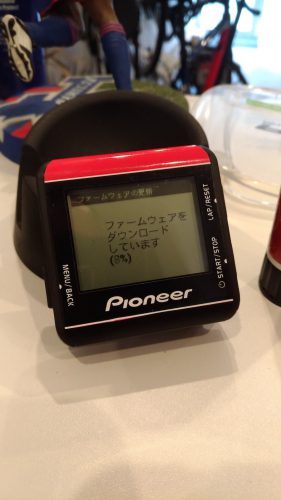 ファームウェアの更新
ファームウェアを
ダウンロード
しています
(0%)
LAP/RESET
START/STOP
MENU/BACK
Pioneer